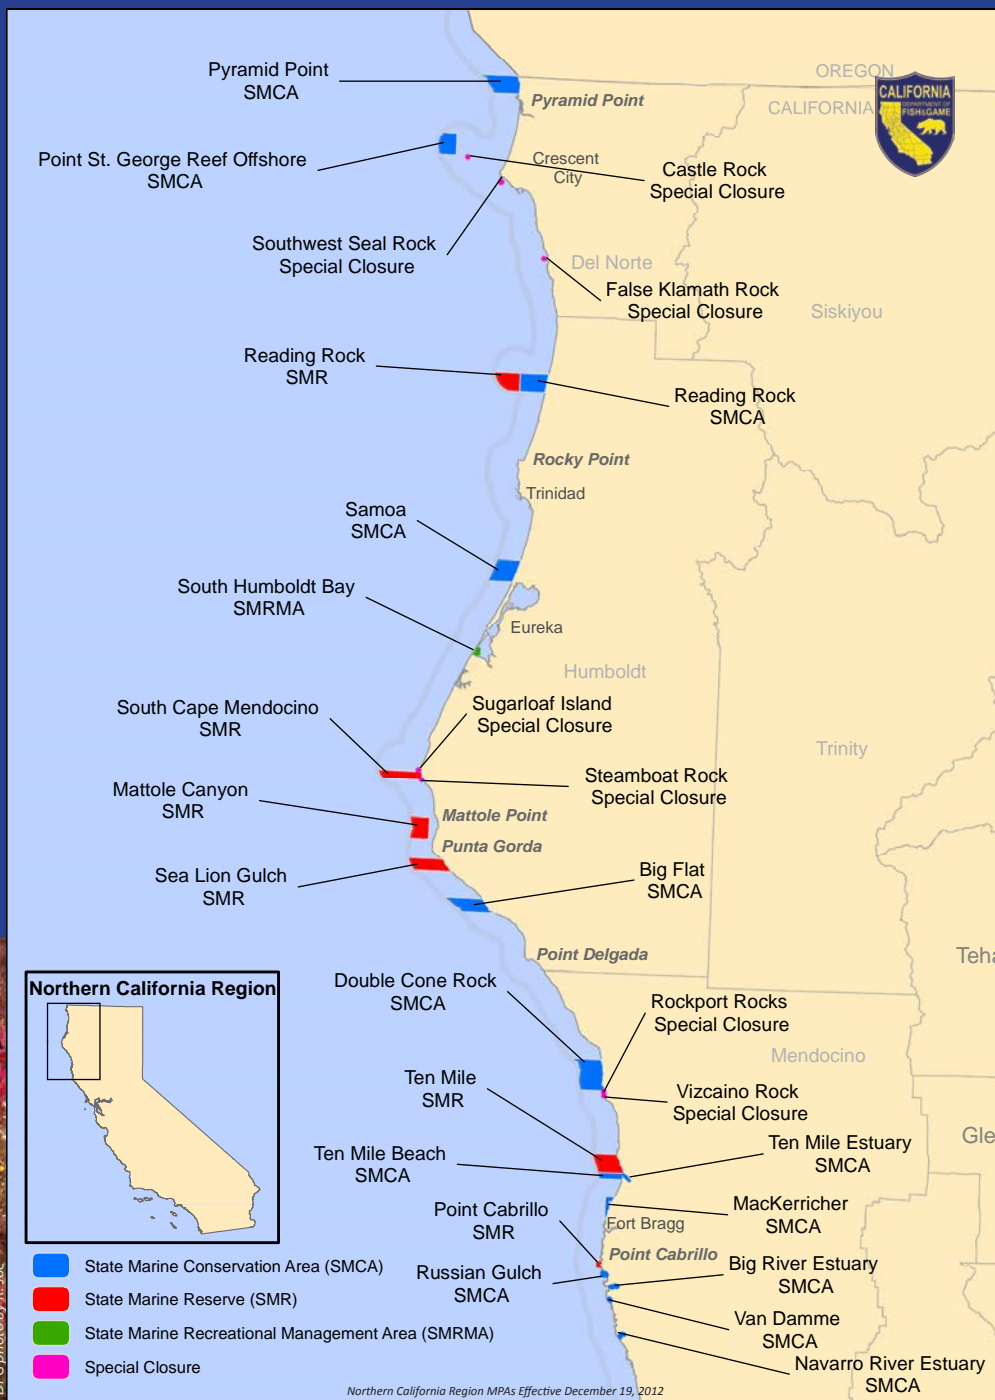 OREGON
CALIFORNIA
CALIFORNIA
DEPARTMENT OF
FISH&GAME
Pyramid Point
SMCA
Pyramid Point
Point St. George Reef Offshore
SMCA
Crescent
City
Castle Rock
Special Closure
Southwest Seal Rock
Special Closure
Del Norte
False Klamath Rock
Special Closure
Siskiyou
Reading Rock
SMR
Reading Rock
SMCA
Rocky Point
Trinidad
Samoa
SMCA
South Humboldt Bay
SMRMA
Eureka
Humboldt
South Cape Mendocino
SMR
Sugarloaf Island
Special Closure
Trinity
Steamboat Rock
Special Closure
Mattole Canyon
SMR
Mattole Point
Punta Gorda
Sea Lion Gulch
SMR
Big Flat
SMCA
Point Delgada
Teha
Double Cone Rock
SMCA
Rockport Rocks
Special Closure
Mendocino
Ten Mile
SMR
Vizcaino Rock
Special Closure
Gle
Ten Mile Beach
SMCA
Ten Mile Estuary
SMCA
MacKerricher
SMCA
Point Cabrillo
SMR
Fort Bragg
Point Cabrillo
Russian Gulch
SMCA
Big River Estuary
SMCA
Van Damme
SMCA
Navarro River Estuary
SMCA
Northern California Region
State Marine Conservation Area (SMCA)
State Marine Reserve (SMR)
State Marine Recreational Management Area (SMRMA)
Special Closure
Northern California Region MPAs Effective December 19, 2012